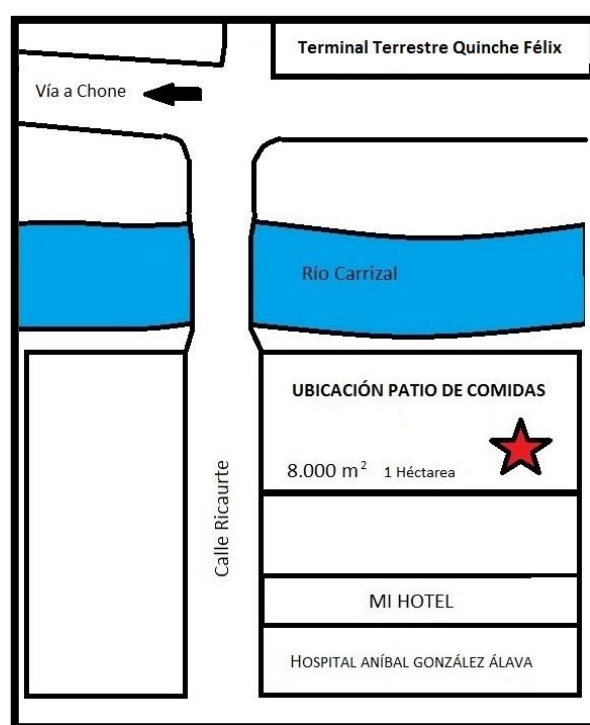 Terminal Terrestre Quinche Félix
Vía a Chone
Río Carrizal
UBICACIÓN PATIO DE COMIDAS
8.000 m² 1 Héctarea
Calle Ricaurte
MI HOTEL
HOSPITAL ANÍBAL GONZÁLEZ ÁLAVA